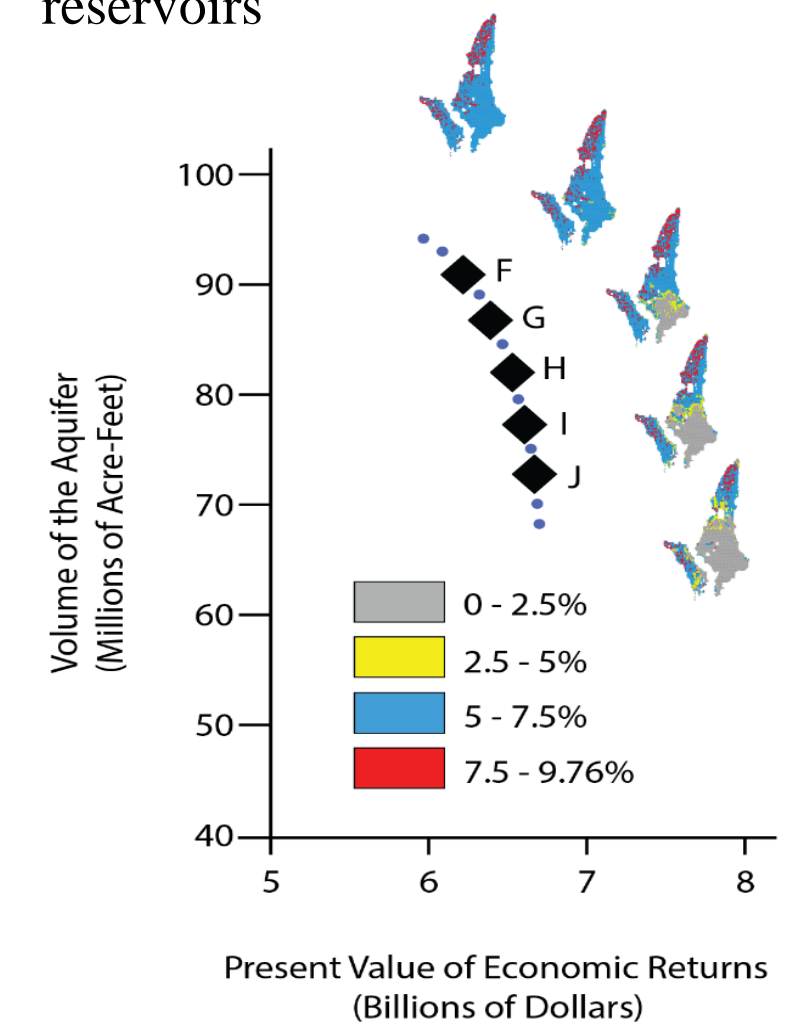 reservoirs
100
90
80
70
60
50
40
Volume of the Aquifer
(Millions of Acre-Feet)
F
G
H
I
J
0 - 2.5%
2.5 - 5%
5 - 7.5%
7.5 - 9.76%
5 6 7 8
Present Value of Economic Returns
(Billions of Dollars)